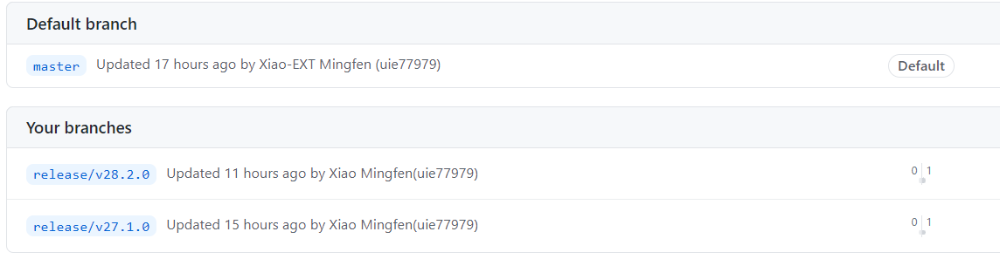 Default branch
master Updated 17 hours ago by Xiao-EXT Mingfen (uie77979) Default
Your branches
release/v28.2.0 Updated 11 hours ago by Xiao Mingfen(uie77979) 0 1
release/v27.1.0 Updated 15 hours ago by Xiao Mingfen(uie77979) 0 1